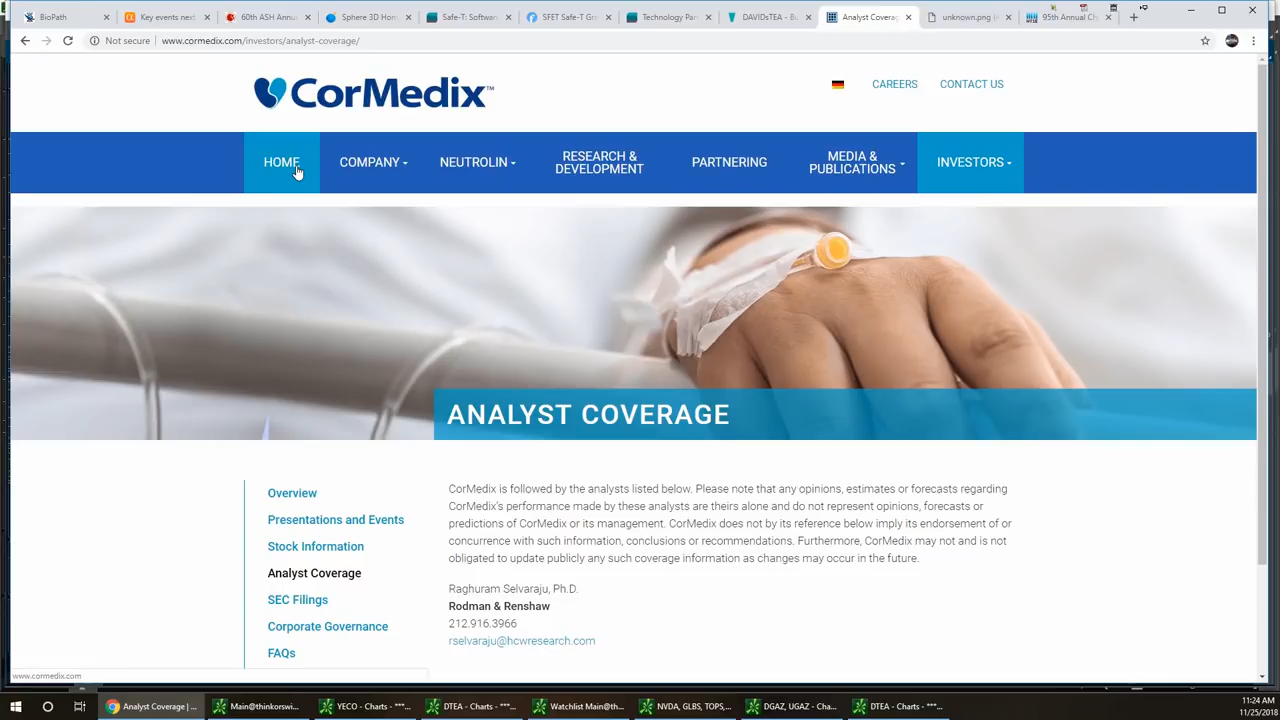 BioPath
Key events next
60th ASH Annu
Sphere 3D Hom
Safe-T: Softwar
SFET Safe-T Gr
Technology Par
DAVIDsTEA - Bu
Analyst Coverag
unknown.png (
95th Annual Ch
Not secure
www.cormedix.com/investors/analyst-coverage/
CorMedix™
CAREERS
CONTACT US
HOME
COMPANY
NEUTROLIN
RESEARCH &
DEVELOPMENT
PARTNERING
MEDIA &
PUBLICATIONS
INVESTORS
ANALYST COVERAGE
Overview
Presentations and Events
Stock Information
Analyst Coverage
SEC Filings
Corporate Governance
FAQs
CorMedix is followed by the analysts listed below. Please note that any opinions, estimates or forecasts regarding
CorMedix's performance made by these analysts are theirs alone and do not represent opinions, forecasts or
predictions of CorMedix or its management. CorMedix does not by its reference below imply its endorsement of or
concurrence with such information, conclusions or recommendations. Furthermore, CorMedix may not and is not
obligated to update publicly any such coverage information as changes may occur in the future.
Raghuram Selvaraju, Ph.D.
Rodman & Renshaw
212.916.3966
rselvaraju@hcwresearch.com
www.cormedix.com
Analyst Coverage | ...
Main@thinkorswi...
YECO - Charts - ***...
DTEA - Charts - ***...
Watchlist Main@th...
NVDA, GLBS, TOPS,...
DGAZ, UGAZ - Cha...
DTEA - Charts - ***...
11:24 AM
11/25/2018